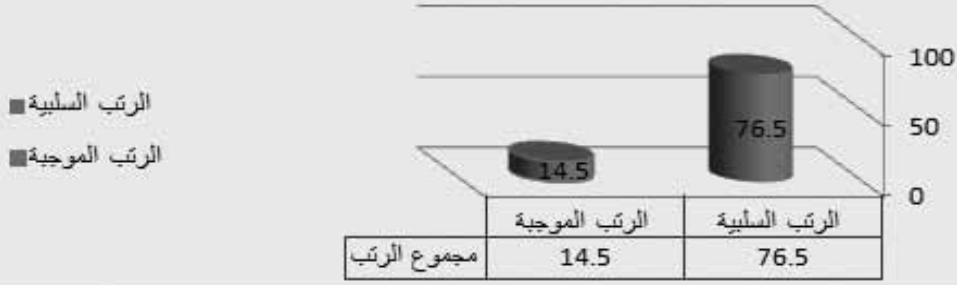 100
50
0
76.5
14.5
الرتب السلبية
الرتب الموجبة
الرتب السلبية الرتب الموجبة
76.5 14.5 مجموع الرتب